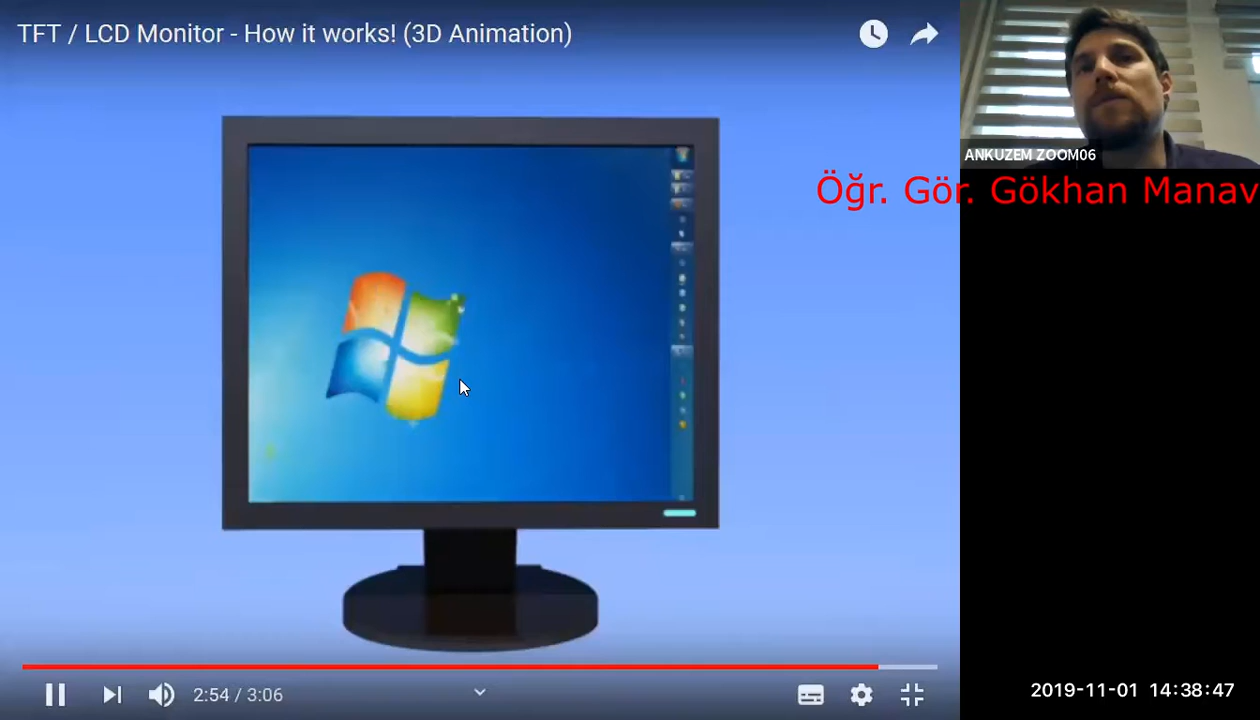 TFT / LCD Monitor - How it works! (3D Animation)
ANKUZEM ZOOM06
Öğr. Gör. Gökhan Manav
2:54 / 3:06
2019-11-01 14:38:47